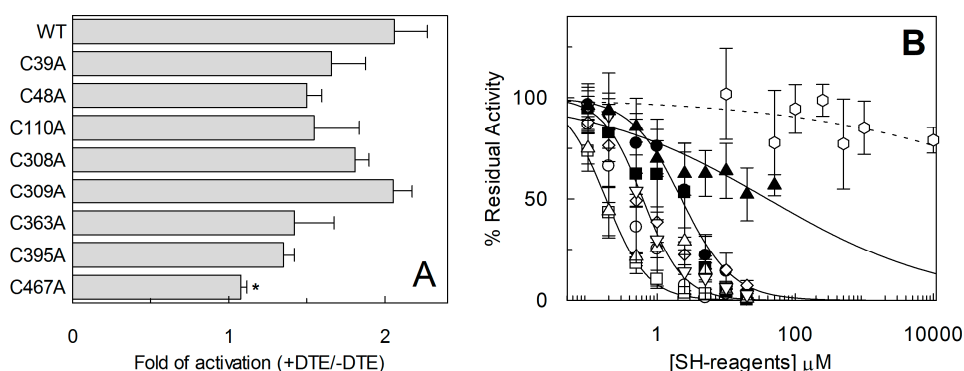 WT
C39A
C48A
C110A
C308A
C309A
C363A
C395A
C467A
*
A
0 1 2
Fold of activation (+DTE/-DTE)
B
% Residual Activity
100
50
0
1 100 10000
[SH-reagents] μM